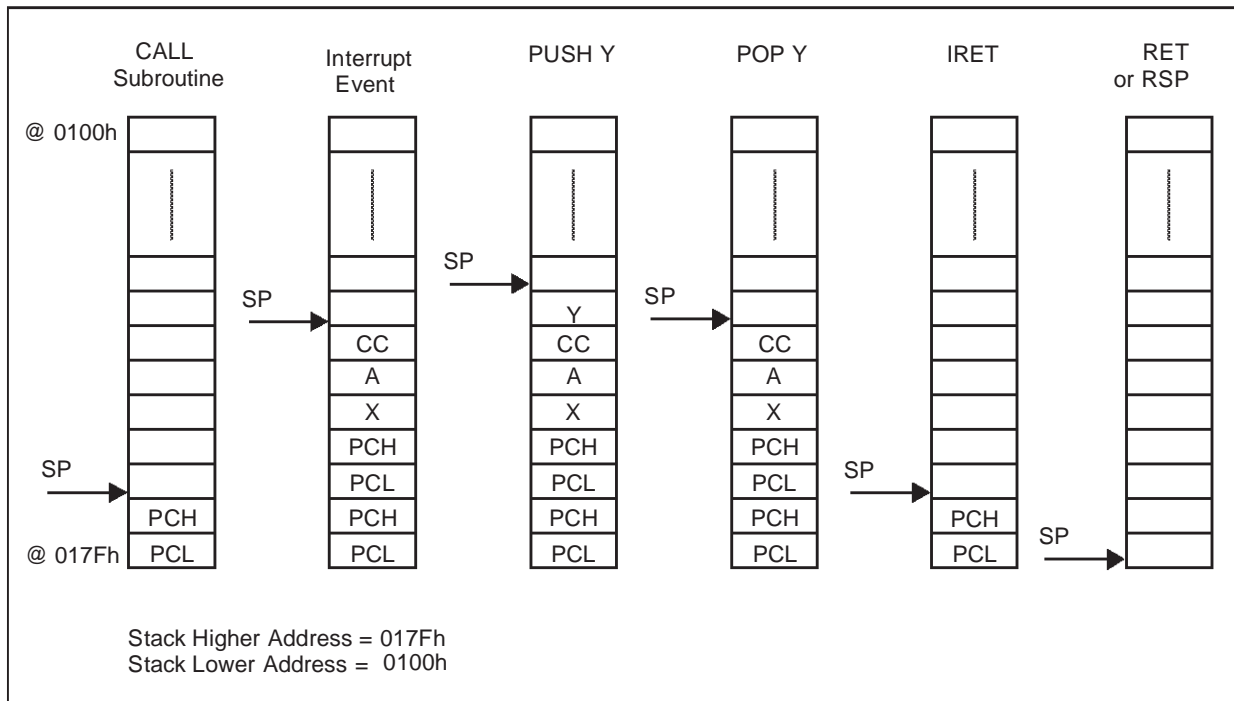 CALL
Subroutine
Interrupt
Event
PUSH Y
POP Y
IRET
RET
or RSP
@ 0100h
SP
SP
SP
Y
CC
CC
CC
A
A
A
X
X
X
PCH
PCH
PCH
SP
SP
PCL
PCL
PCL
PCH
PCH
PCH
PCH
PCH
SP
@ 017Fh
PCL
PCL
PCL
PCL
PCL
Stack Higher Address = 017Fh
Stack Lower Address = 0100h